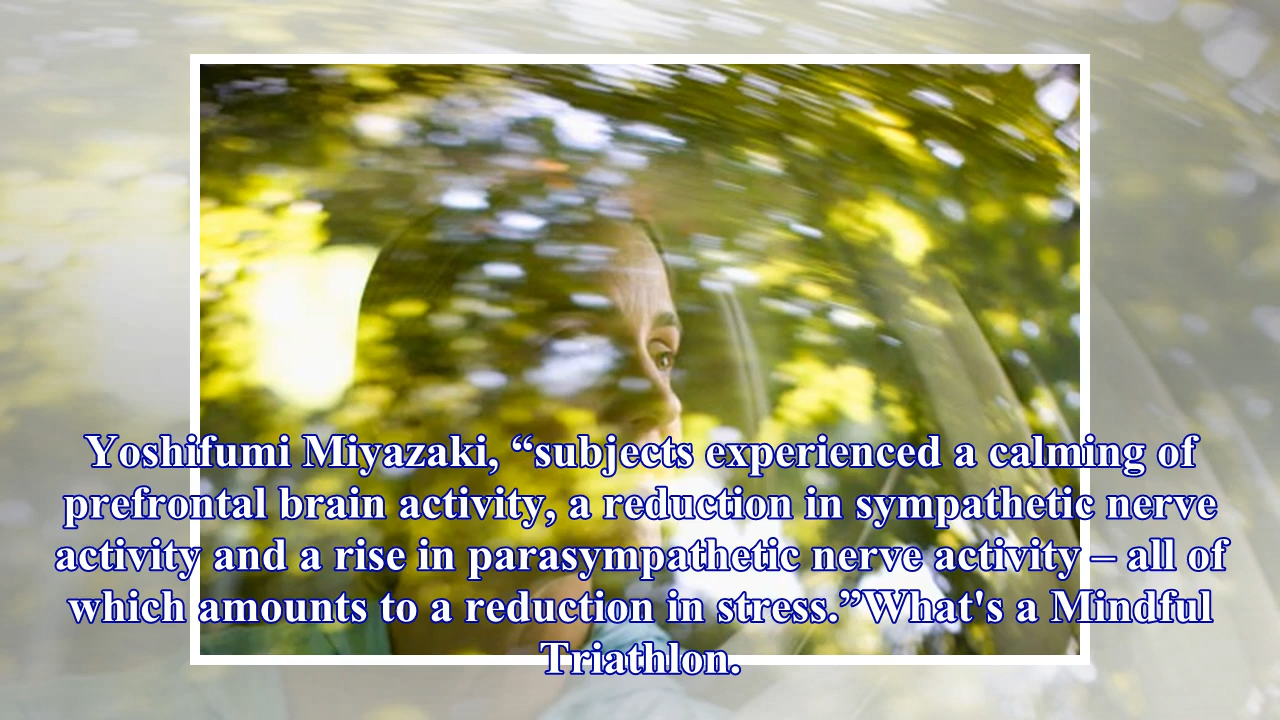 Yoshifumi Miyazaki, “subjects experienced a calming of
prefrontal brain activity, a reduction in sympathetic nerve
activity and a rise in parasympathetic nerve activity – all of
which amounts to a reduction in stress.”What's a Mindful
Triathlon.